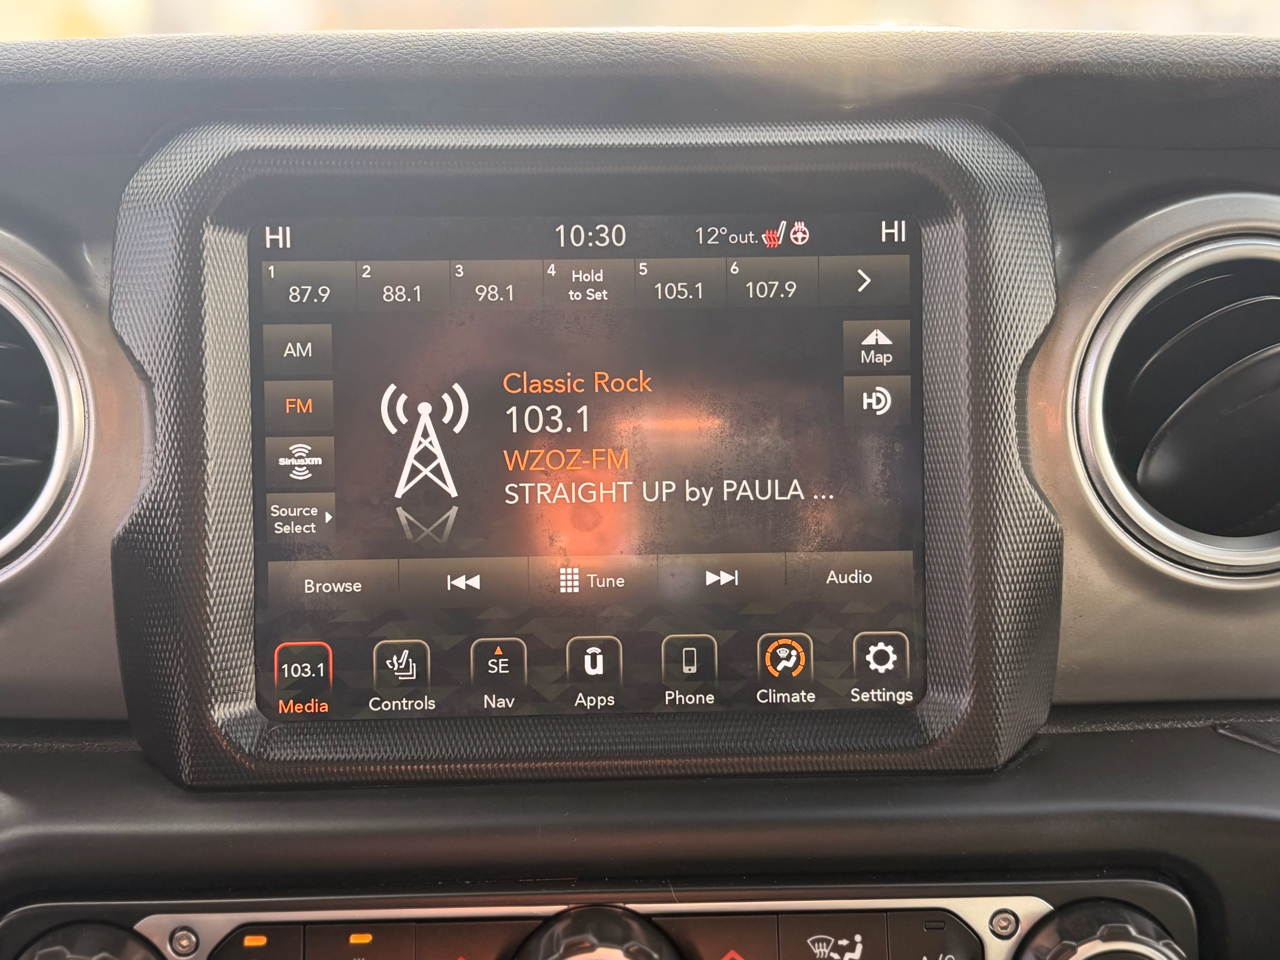 HI 10:30 12°out. HI
1 87.9
2 88.1
3 98.1
4 Hold
to Set
5 105.1
6 107.9
AM
FM
SiriusXM
Source
Select
Map
HD
Classic Rock
103.1
WZOZ-FM
STRAIGHT UP by PAULA ...
Browse
Tune
Audio
103.1
Media
Controls
SE
Nav
Apps
Phone
Climate
Settings